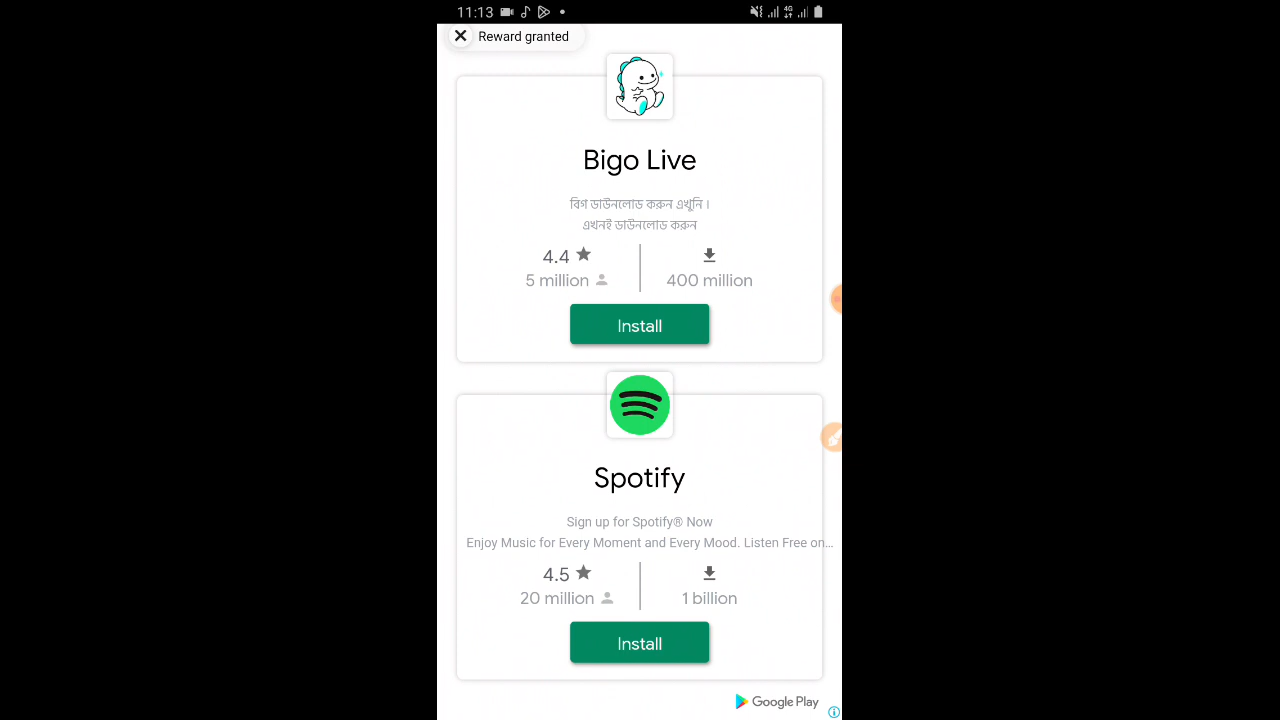 11:13
4G
Reward granted
Bigo Live
বিগ ডাউনলোড করুন এখুনি ।
এখনই ডাউনলোড করুন
4.4
5 million
400 million
Install
Spotify
Sign up for Spotify® Now
Enjoy Music for Every Moment and Every Mood. Listen Free on...
4.5
20 million
1 billion
Install
Google Play